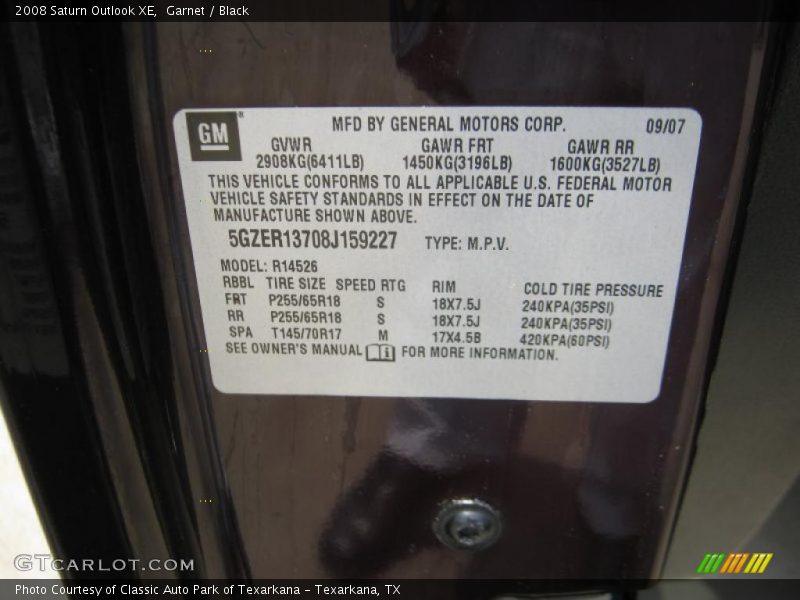 2008 Saturn Outlook XE,  Garnet / Black
GM
MFD BY GENERAL MOTORS CORP. 09/07
GVWR GAWR FRT GAWR RR
2908KG(6411LB) 1450KG(3196LB) 1600KG(3527LB)
THIS VEHICLE CONFORMS TO ALL APPLICABLE U.S. FEDERAL MOTOR
VEHICLE SAFETY STANDARDS IN EFFECT ON THE DATE OF
MANUFACTURE SHOWN ABOVE.
5GZER13708J159227 TYPE: M.P.V.
MODEL: R14526
RBBL TIRE SIZE SPEED RTG RIM COLD TIRE PRESSURE
FRT P255/65R18 S 18X7.5J 240KPA(35PSI)
RR P255/65R18 S 18X7.5J 240KPA(35PSI)
SPA T145/70R17 M 17X4.5B 420KPA(60PSI)
SEE OWNER'S MANUAL FOR MORE INFORMATION.
GTCARLOT.COM
Photo Courtesy of Classic Auto Park of Texarkana – Texarkana, TX